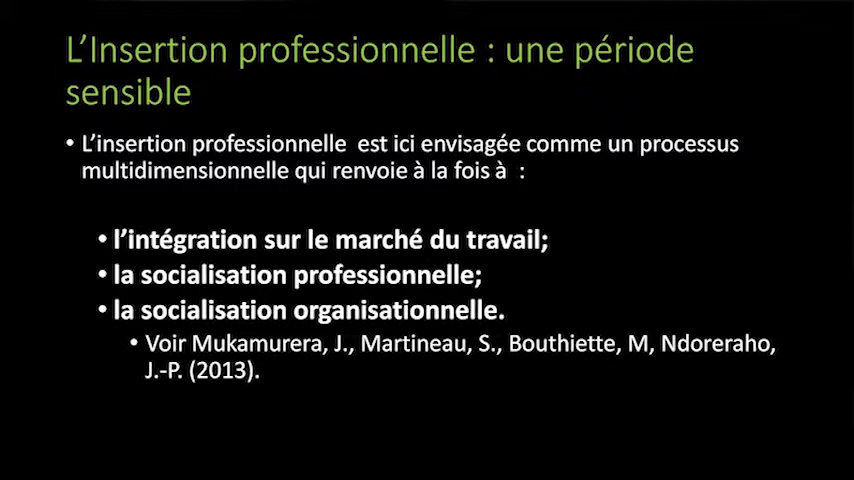 L’Insertion professionnelle : une période
sensible
• L’insertion professionnelle  est ici envisagée comme un processus
multidimensionnelle qui renvoie à la fois à  :
• l’intégration sur le marché du travail;
• la socialisation professionnelle;
• la socialisation organisationnelle.
• Voir Mukamurera, J., Martineau, S., Bouthiette, M, Ndoreraho,
J.-P. (2013).